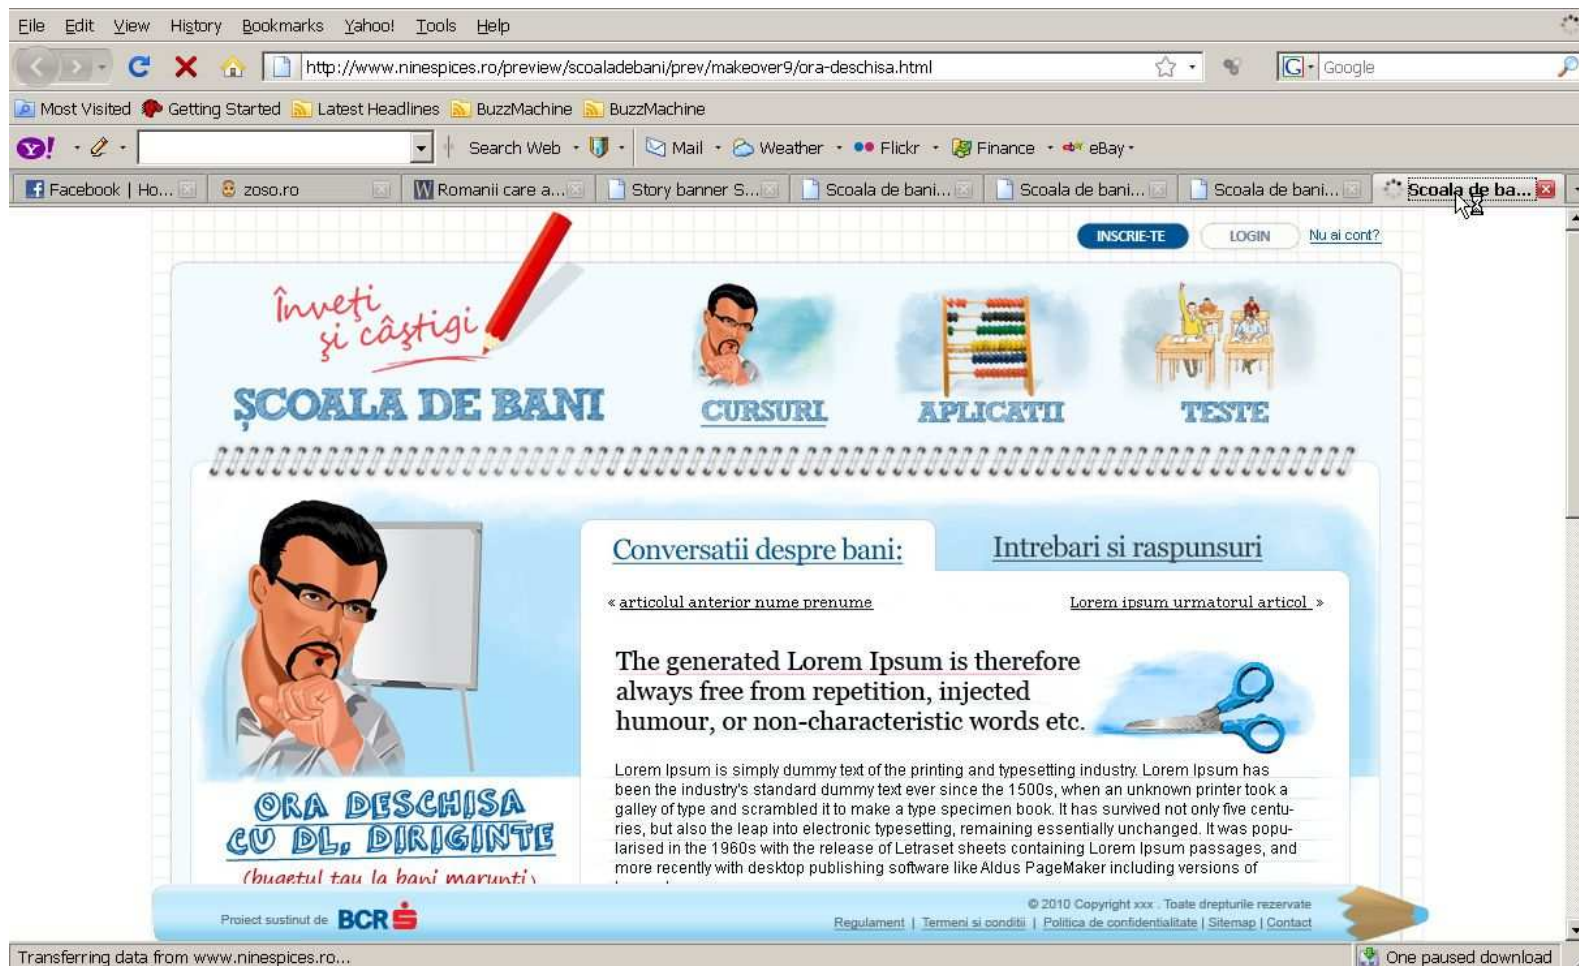 File Edit View History Bookmarks Yahoo! Tools Help
http://www.ninespices.ro/preview/scoaladebani/prev/makeover9/ora-deschisa.html
G Google
Most Visited Getting Started Latest Headlines BuzzMachine BuzzMachine
Y! Search Web Mail Weather Flickr Finance eBay
Facebook | Ho... zoso.ro Romanii care a... Story banner S... Scoala de bani... Scoala de bani... Scoala de bani... Scoala de ba...
INSCRIE-TE LOGIN Nu ai cont?
Înveţi
şi câştigi
ŞCOALA DE BANI
CURSURI APLICATII TESTE
Conversatii despre bani: Intrebari si raspunsuri
« articolul anterior nume prenume Lorem ipsum urmatorul articol »
The generated Lorem Ipsum is therefore
always free from repetition, injected
humour, or non-characteristic words etc.
Lorem Ipsum is simply dummy text of the printing and typesetting industry. Lorem Ipsum has
been the industry's standard dummy text ever since the 1500s, when an unknown printer took a
galley of type and scrambled it to make a type specimen book. It has survived not only five centu-
ries, but also the leap into electronic typesetting, remaining essentially unchanged. It was popu-
larised in the 1960s with the release of Letraset sheets containing Lorem Ipsum passages, and
more recently with desktop publishing software like Aldus PageMaker including versions of
ORA DESCHISA
CU DL. DIRIGINTE
(bugetul tau la bani marunti)
Proiect sustinut de BCR
© 2010 Copyright xxx . Toate drepturile rezervate
Regulament | Termeni si conditii | Politica de confidentialitate | Sitemap | Contact
Transferring data from www.ninespices.ro... One paused download